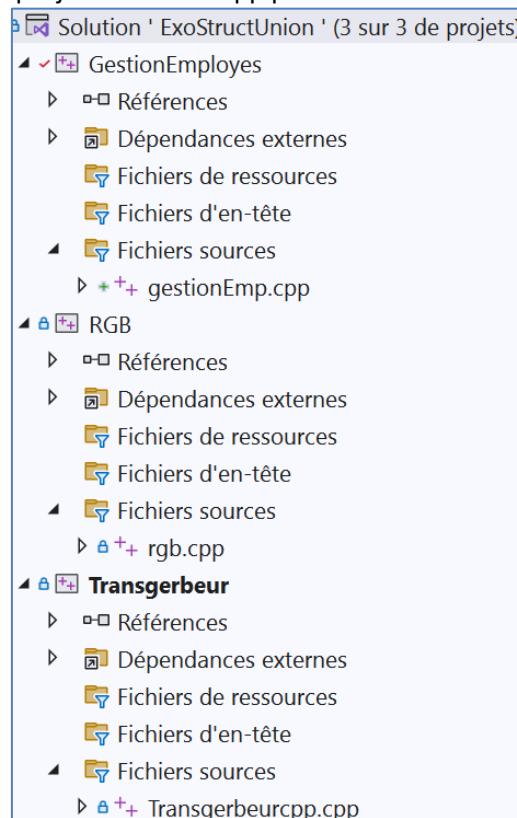 Solution ' ExoStructUnion ' (3 sur 3 de projets)
GestionEmployes
Références
Dépendances externes
Fichiers de ressources
Fichiers d'en-tête
Fichiers sources
gestionEmp.cpp
RGB
Références
Dépendances externes
Fichiers de ressources
Fichiers d'en-tête
Fichiers sources
rgb.cpp
Transgerbeur
Références
Dépendances externes
Fichiers de ressources
Fichiers d'en-tête
Fichiers sources
Transgerbeurcpp.cpp